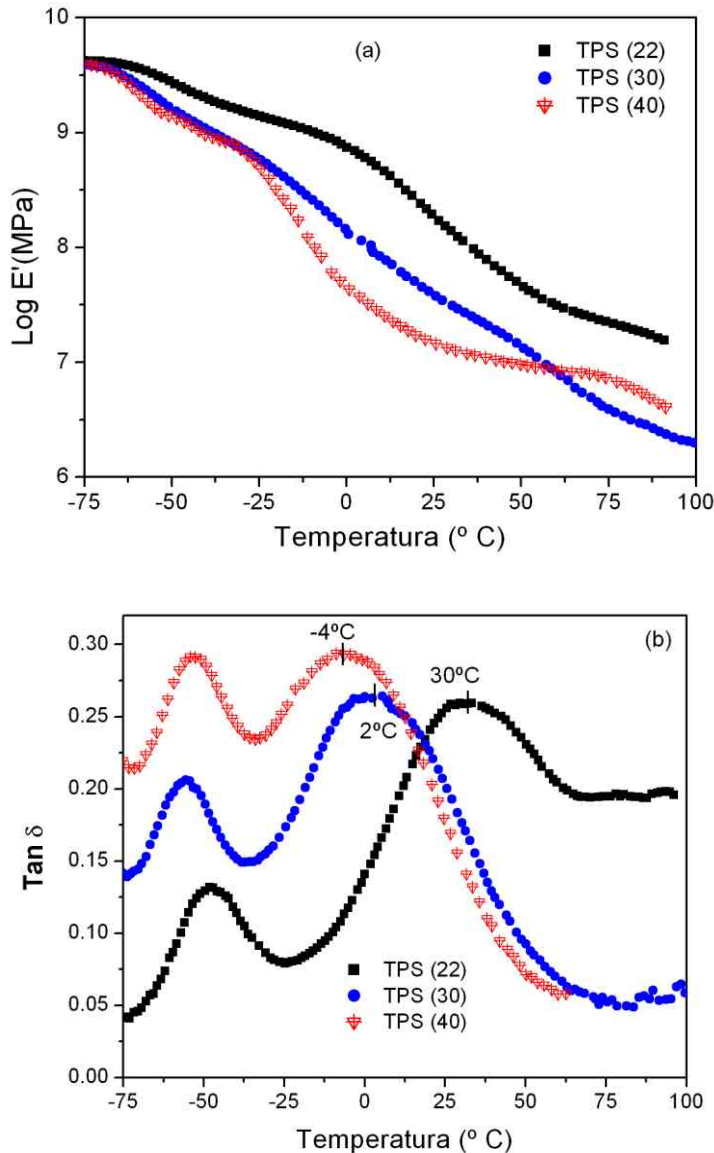 (a)
TPS (22)
TPS (30)
TPS (40)
10
9
8
7
6
Log E'(MPa)
-75
-50
-25
0
25
50
75
100
Temperatura (º C)
(b)
-4ºC
30ºC
2ºC
0.30
0.25
0.20
0.15
0.10
0.05
0.00
Tan δ
TPS (22)
TPS (30)
TPS (40)
-75
-50
-25
0
25
50
75
100
Temperatura (º C)